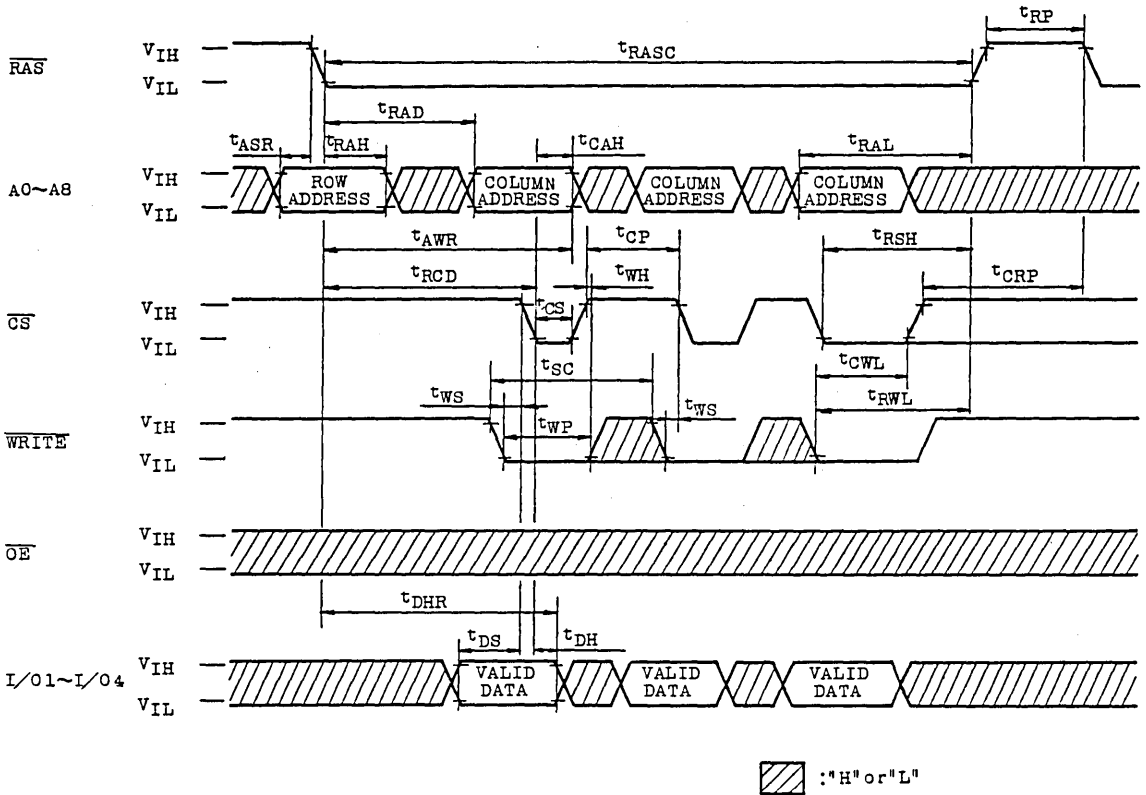 tRP
RAS VIH VIL tRASC
tRAD
tASR tRAH tCAH tRAL
A0~A8 VIH VIL ROW ADDRESS COLUMN ADDRESS COLUMN ADDRESS COLUMN ADDRESS
tAWR tCP tRSH
tRCD tWH tCRP
CS VIH VIL tCS
tSC tCWL
tWS tWP tWS tRWL
WRITE VIH VIL
OE VIH VIL
tDHR
tDS tDH
I/O1~I/O4 VIH VIL VALID DATA VALID DATA VALID DATA
:"H"or"L"